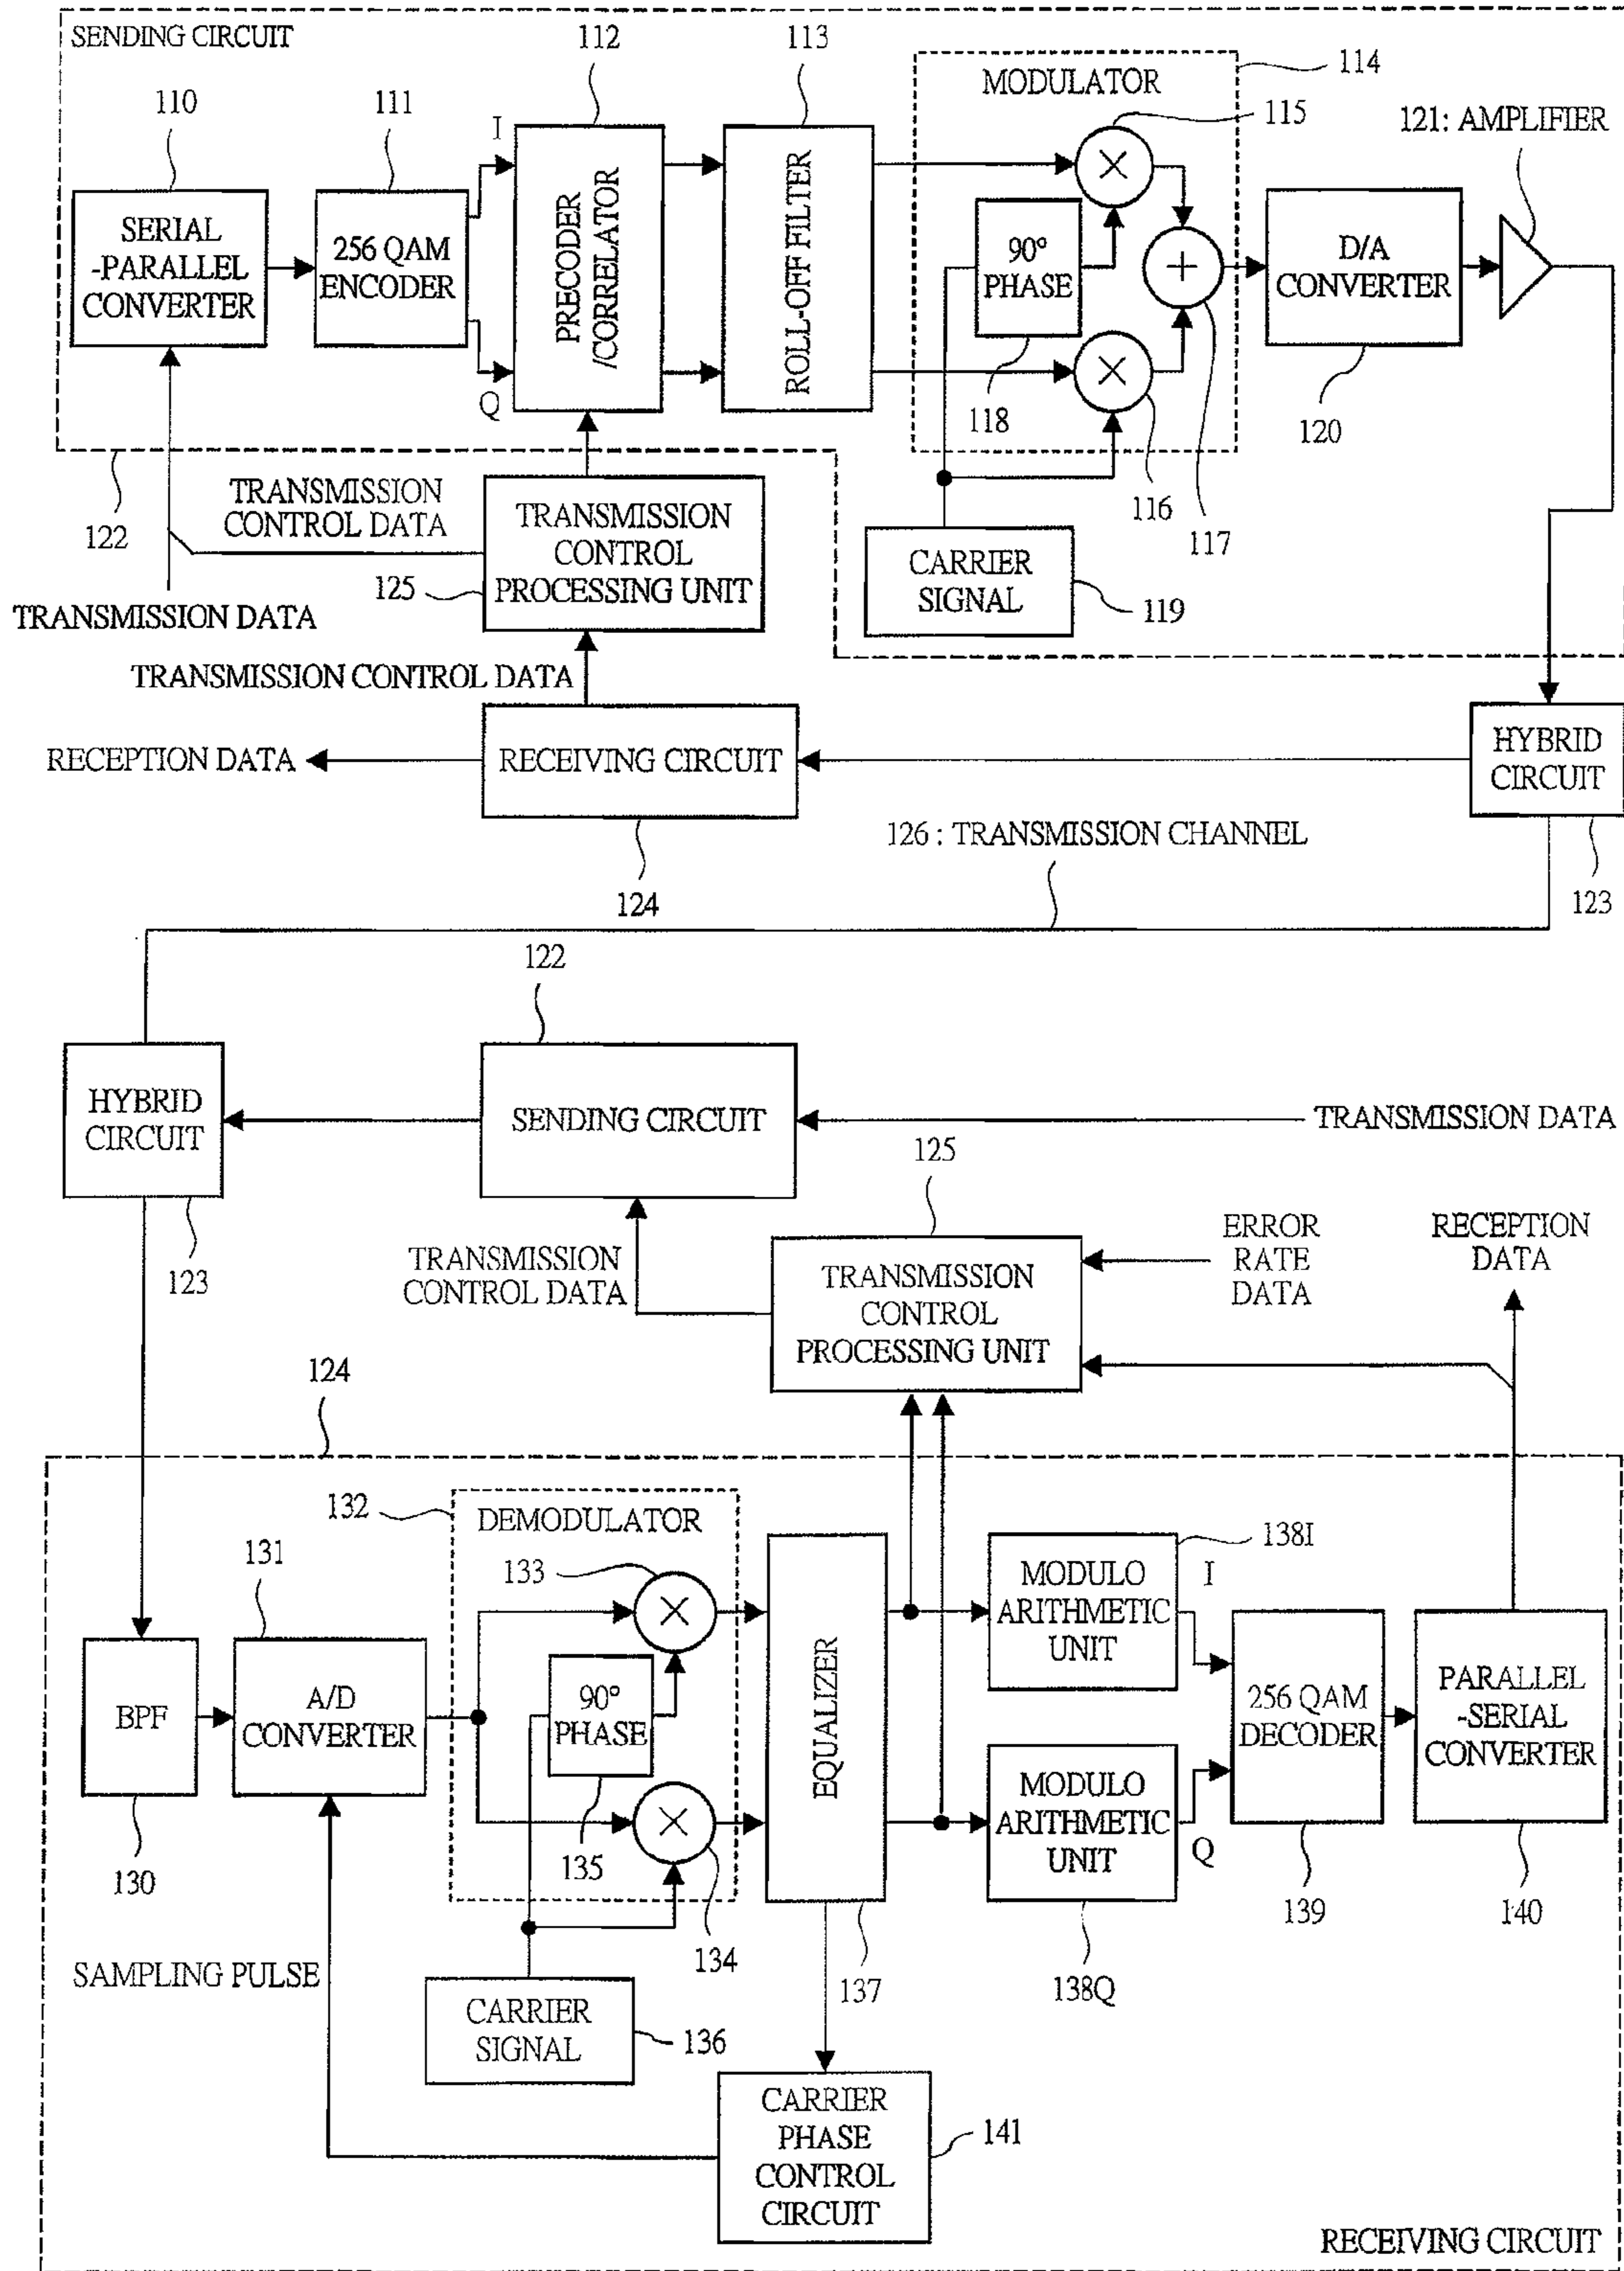 SENDING CIRCUIT
112
113
114
MODULATOR
110
111
I
115
121: AMPLIFIER
SERIAL
-PARALLEL
CONVERTER
256 QAM
ENCODER
PRECODER
/CORRELATOR
ROLL-OFF FILTER
×
90°
PHASE
+
D/A
CONVERTER
×
Q
118
120
116
117
122
TRANSMISSION
CONTROL DATA
TRANSMISSION
CONTROL
PROCESSING UNIT
125
CARRIER
SIGNAL
119
TRANSMISSION DATA
TRANSMISSION CONTROL DATA
RECEPTION DATA
RECEIVING CIRCUIT
HYBRID
CIRCUIT
126 : TRANSMISSION CHANNEL
124
123
122
HYBRID
CIRCUIT
SENDING CIRCUIT
TRANSMISSION DATA
125
123
TRANSMISSION
CONTROL DATA
TRANSMISSION
CONTROL
PROCESSING UNIT
ERROR
RATE
DATA
RECEPTION
DATA
124
132
DEMODULATOR
138I
131
133
×
MODULO
ARITHMETIC
UNIT
I
BPF
A/D
CONVERTER
90°
PHASE
EQUALIZER
256 QAM
DECODER
PARALLEL
-SERIAL
CONVERTER
135
×
MODULO
ARITHMETIC
UNIT
Q
130
134
139
140
SAMPLING PULSE
137
138Q
CARRIER
SIGNAL
136
CARRIER
PHASE
CONTROL
CIRCUIT
141
RECEIVING CIRCUIT